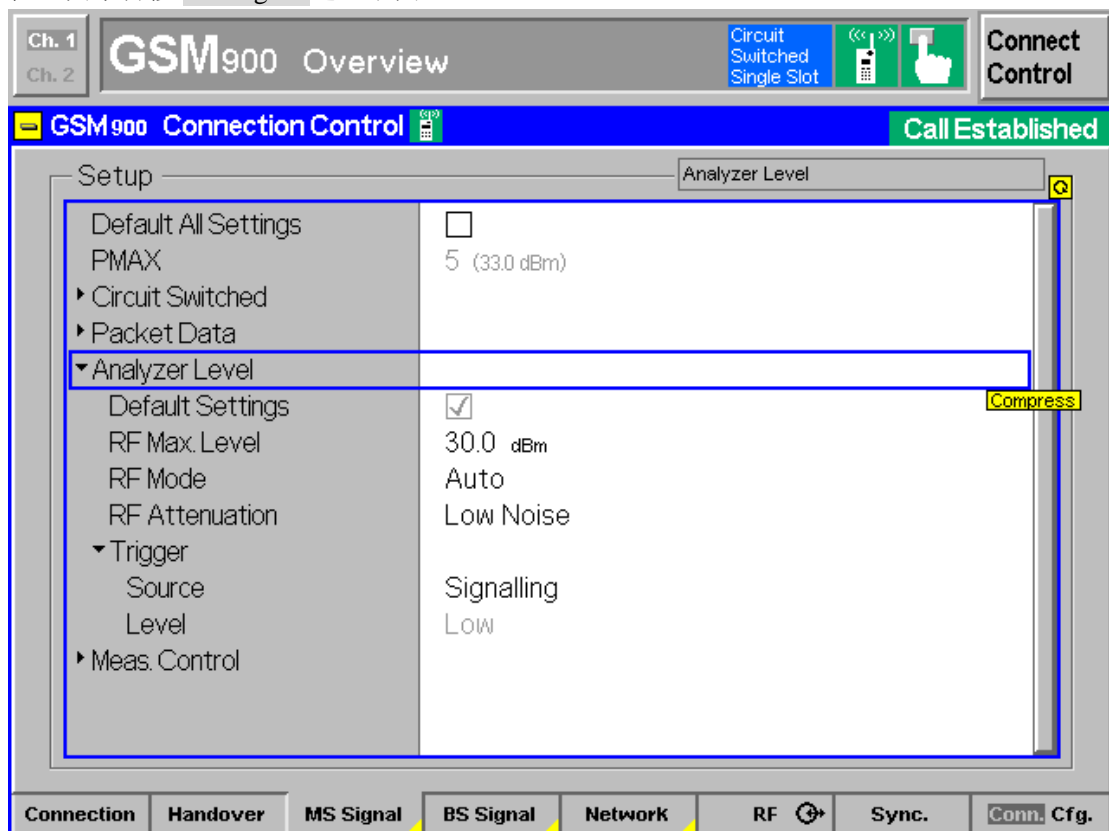 Ch. 1
Ch. 2
GSM900 Overview
Circuit
Switched
Single Slot
Connect
Control
GSM 900 Connection Control
Call Established
Setup
Analyzer Level
Default All Settings
PMAX 5 (33.0 dBm)
Circuit Switched
Packet Data
Analyzer Level
Compress
Default Settings
RF Max. Level 30.0 dBm
RF Mode Auto
RF Attenuation Low Noise
Trigger
Source Signalling
Level Low
Meas. Control
Connection Handover MS Signal BS Signal Network RF Sync. Conn. Cfg.